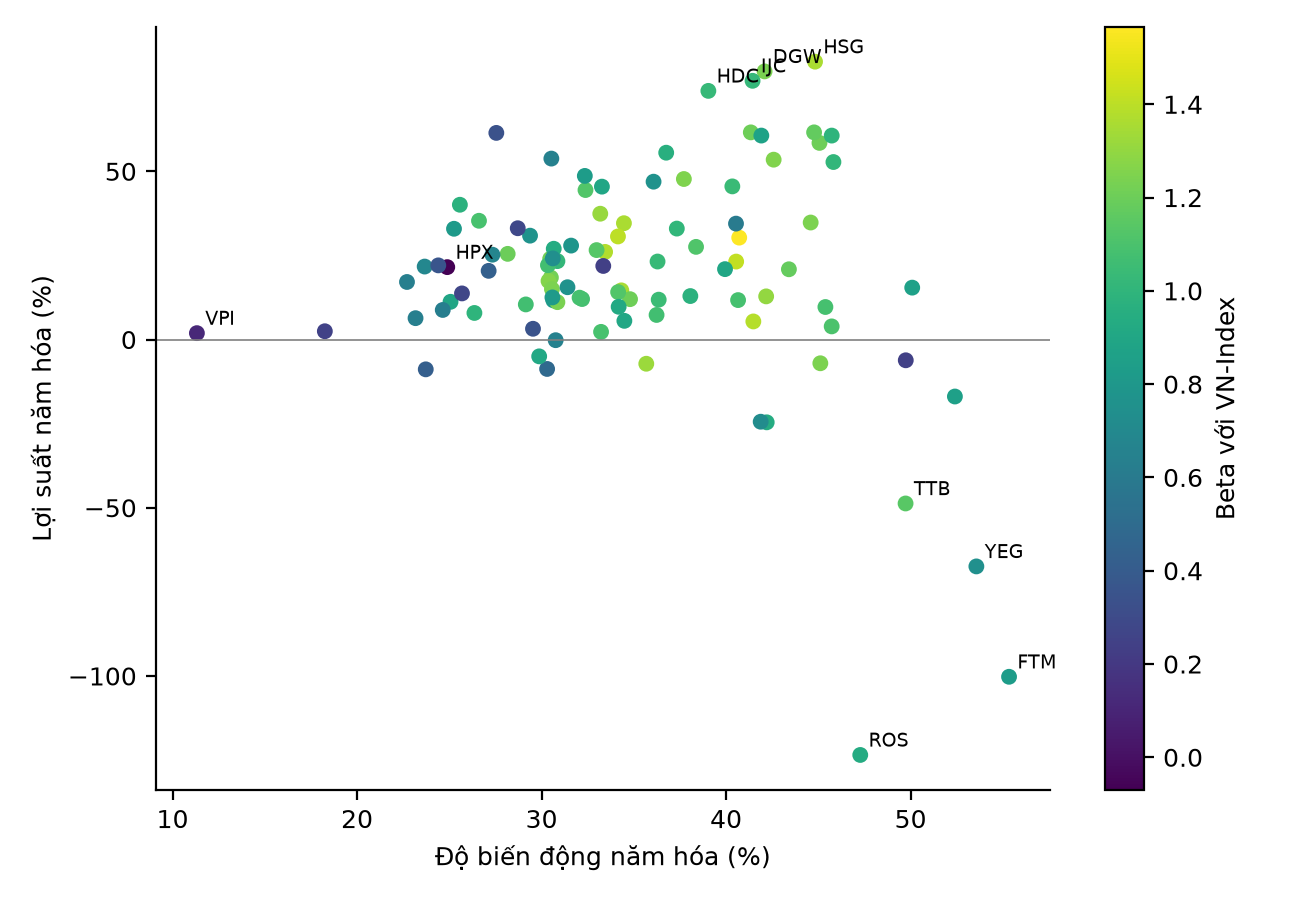 HSG
DGW
IJC
HDC
HPX
VPI
TTB
YEG
FTM
ROS
50
0
−50
−100
10 20 30 40 50
Độ biến động năm hóa (%)
Lợi suất năm hóa (%)
1.4
1.2
1.0
0.8
0.6
0.4
0.2
0.0
Beta với VN-Index